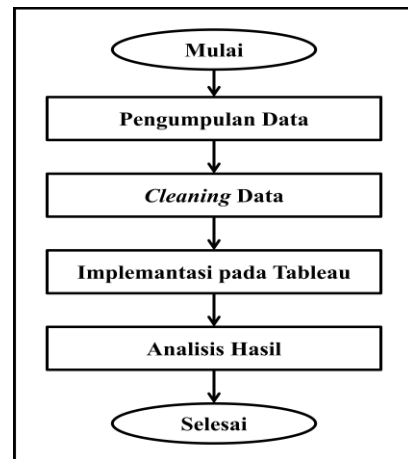 Mulai
Pengumpulan Data
Cleaning Data
Implemantasi pada Tableau
Analisis Hasil
Selesai